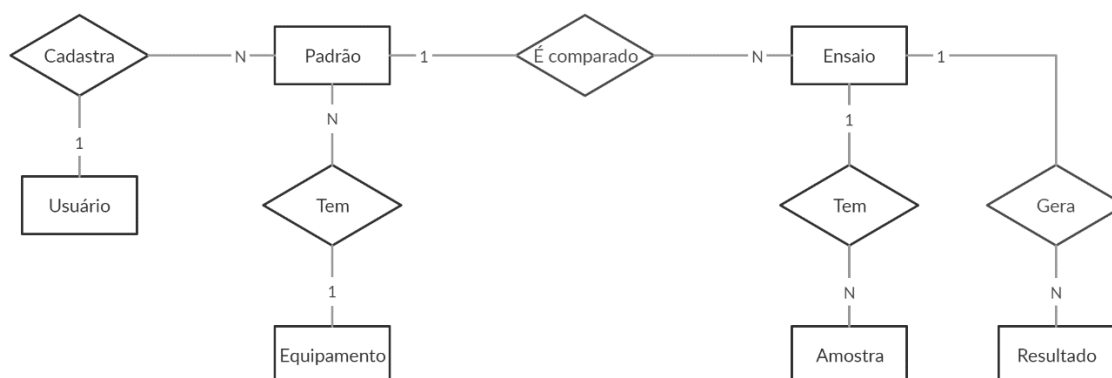 Cadastra
N
Padrão
1
É comparado
N
Ensaio
1
1
N
1
Usuário
Tem
Tem
Gera
1
N
N
Equipamento
Amostra
Resultado